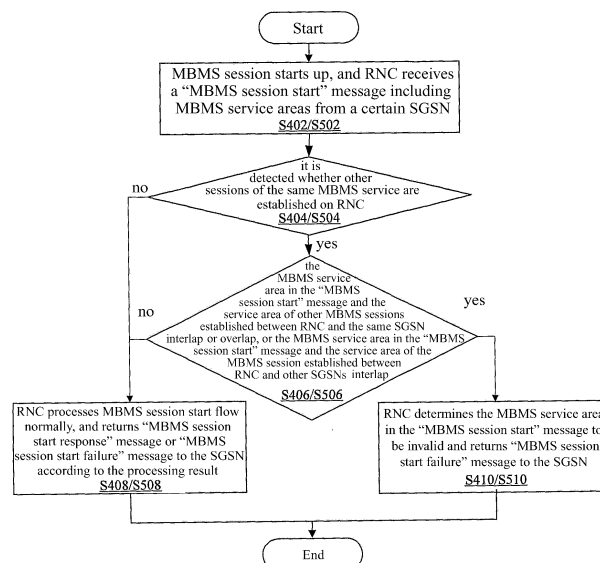 Start
MBMS session starts up, and RNC receives
a “MBMS session start” message including
MBMS service areas from a certain SGSN
S402/S502
it is
detected whether other
sessions of the same MBMS service are
established on RNC
S404/S504
no
yes
the
MBMS service
area in the “MBMS
session start” message and the
service area of other MBMS sessions
established between RNC and the same SGSN
interlap or overlap, or the MBMS service area in the “MBMS
session start” message and the service area of the
MBMS session established between
RNC and other SGSNs interlap
S406/S506
no
yes
RNC processes MBMS session start flow
normally, and returns “MBMS session
start response” message or “MBMS
session start failure” message to the SGSN
according to the processing result
S408/S508
RNC determines the MBMS service area
in the “MBMS session start” message to
be invalid and returns “MBMS session
start failure” message to the SGSN
S410/S510
End